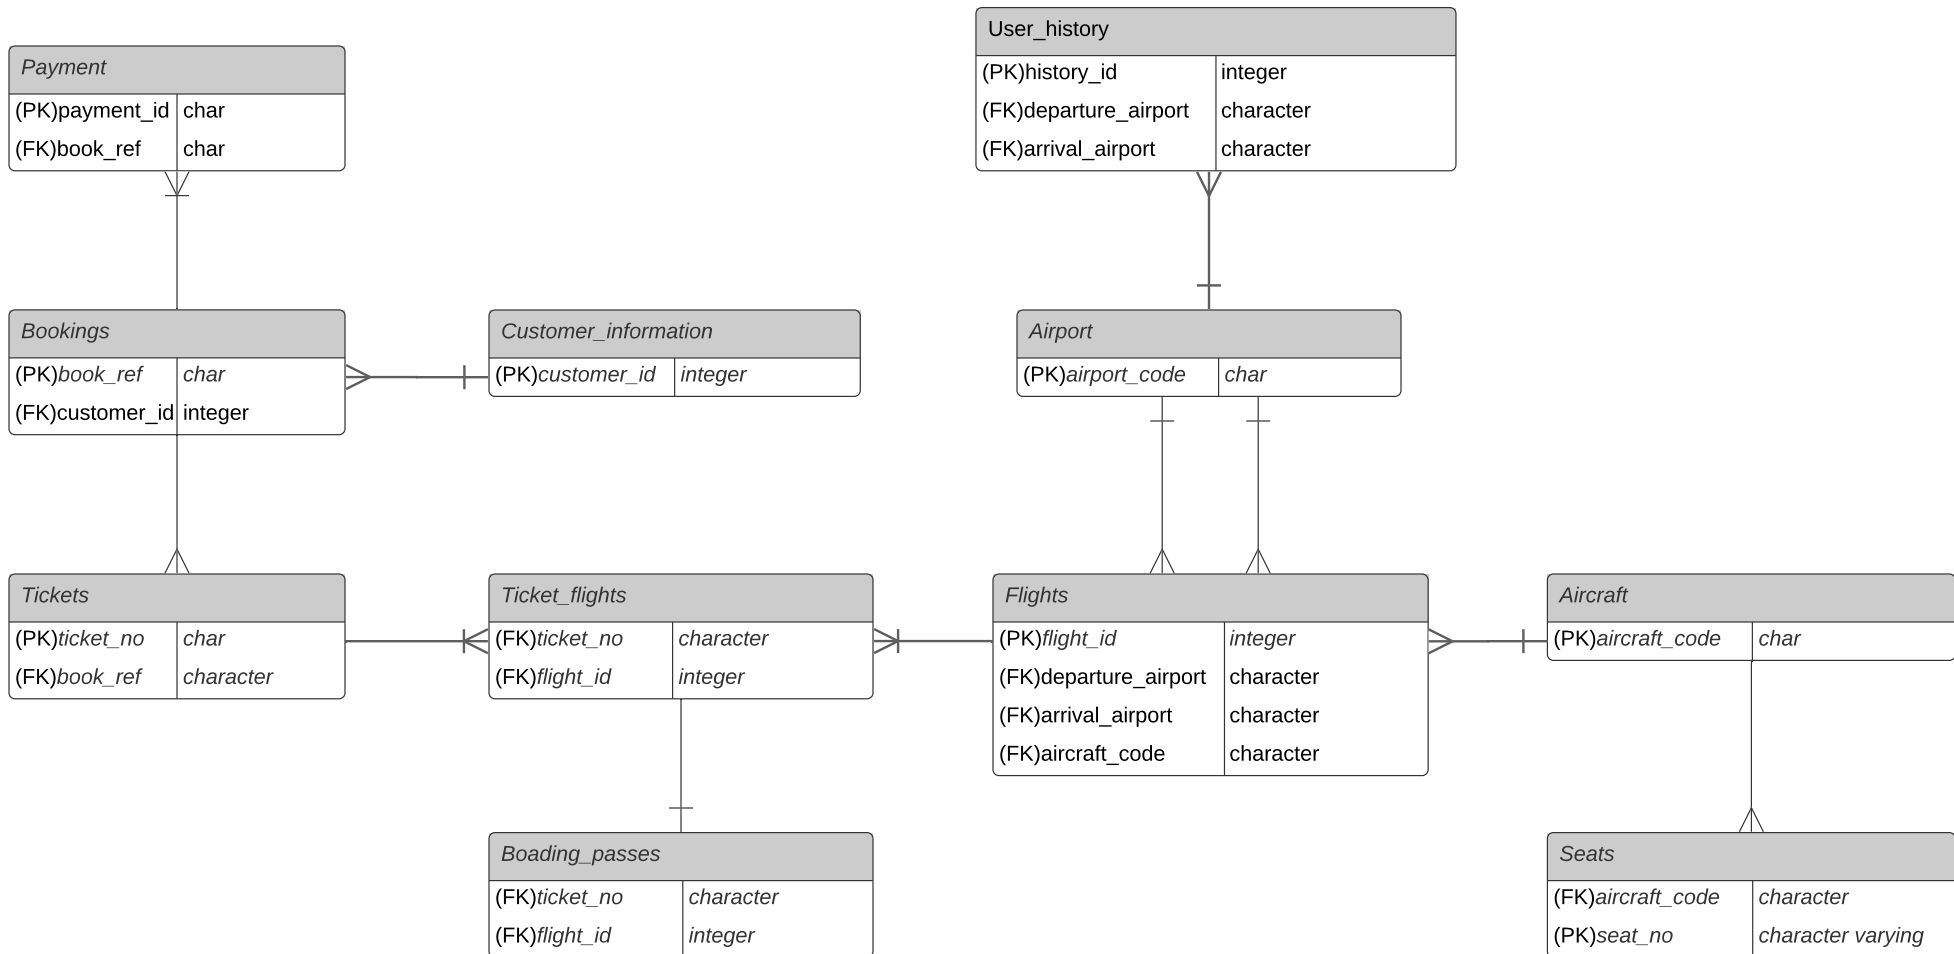 User_history
(PK)history_id integer
(FK)departure_airport character
(FK)arrival_airport character
Payment
(PK)payment_id char
(FK)book_ref char
Bookings
(PK)book_ref char
(FK)customer_id integer
Customer_information
(PK)customer_id integer
Airport
(PK)airport_code char
Tickets
(PK)ticket_no char
(FK)book_ref character
Ticket_flights
(FK)ticket_no character
(FK)flight_id integer
Flights
(PK)flight_id integer
(FK)departure_airport character
(FK)arrival_airport character
(FK)aircraft_code character
Aircraft
(PK)aircraft_code char
Boading_passes
(FK)ticket_no character
(FK)flight_id integer
Seats
(FK)aircraft_code character
(PK)seat_no character varying